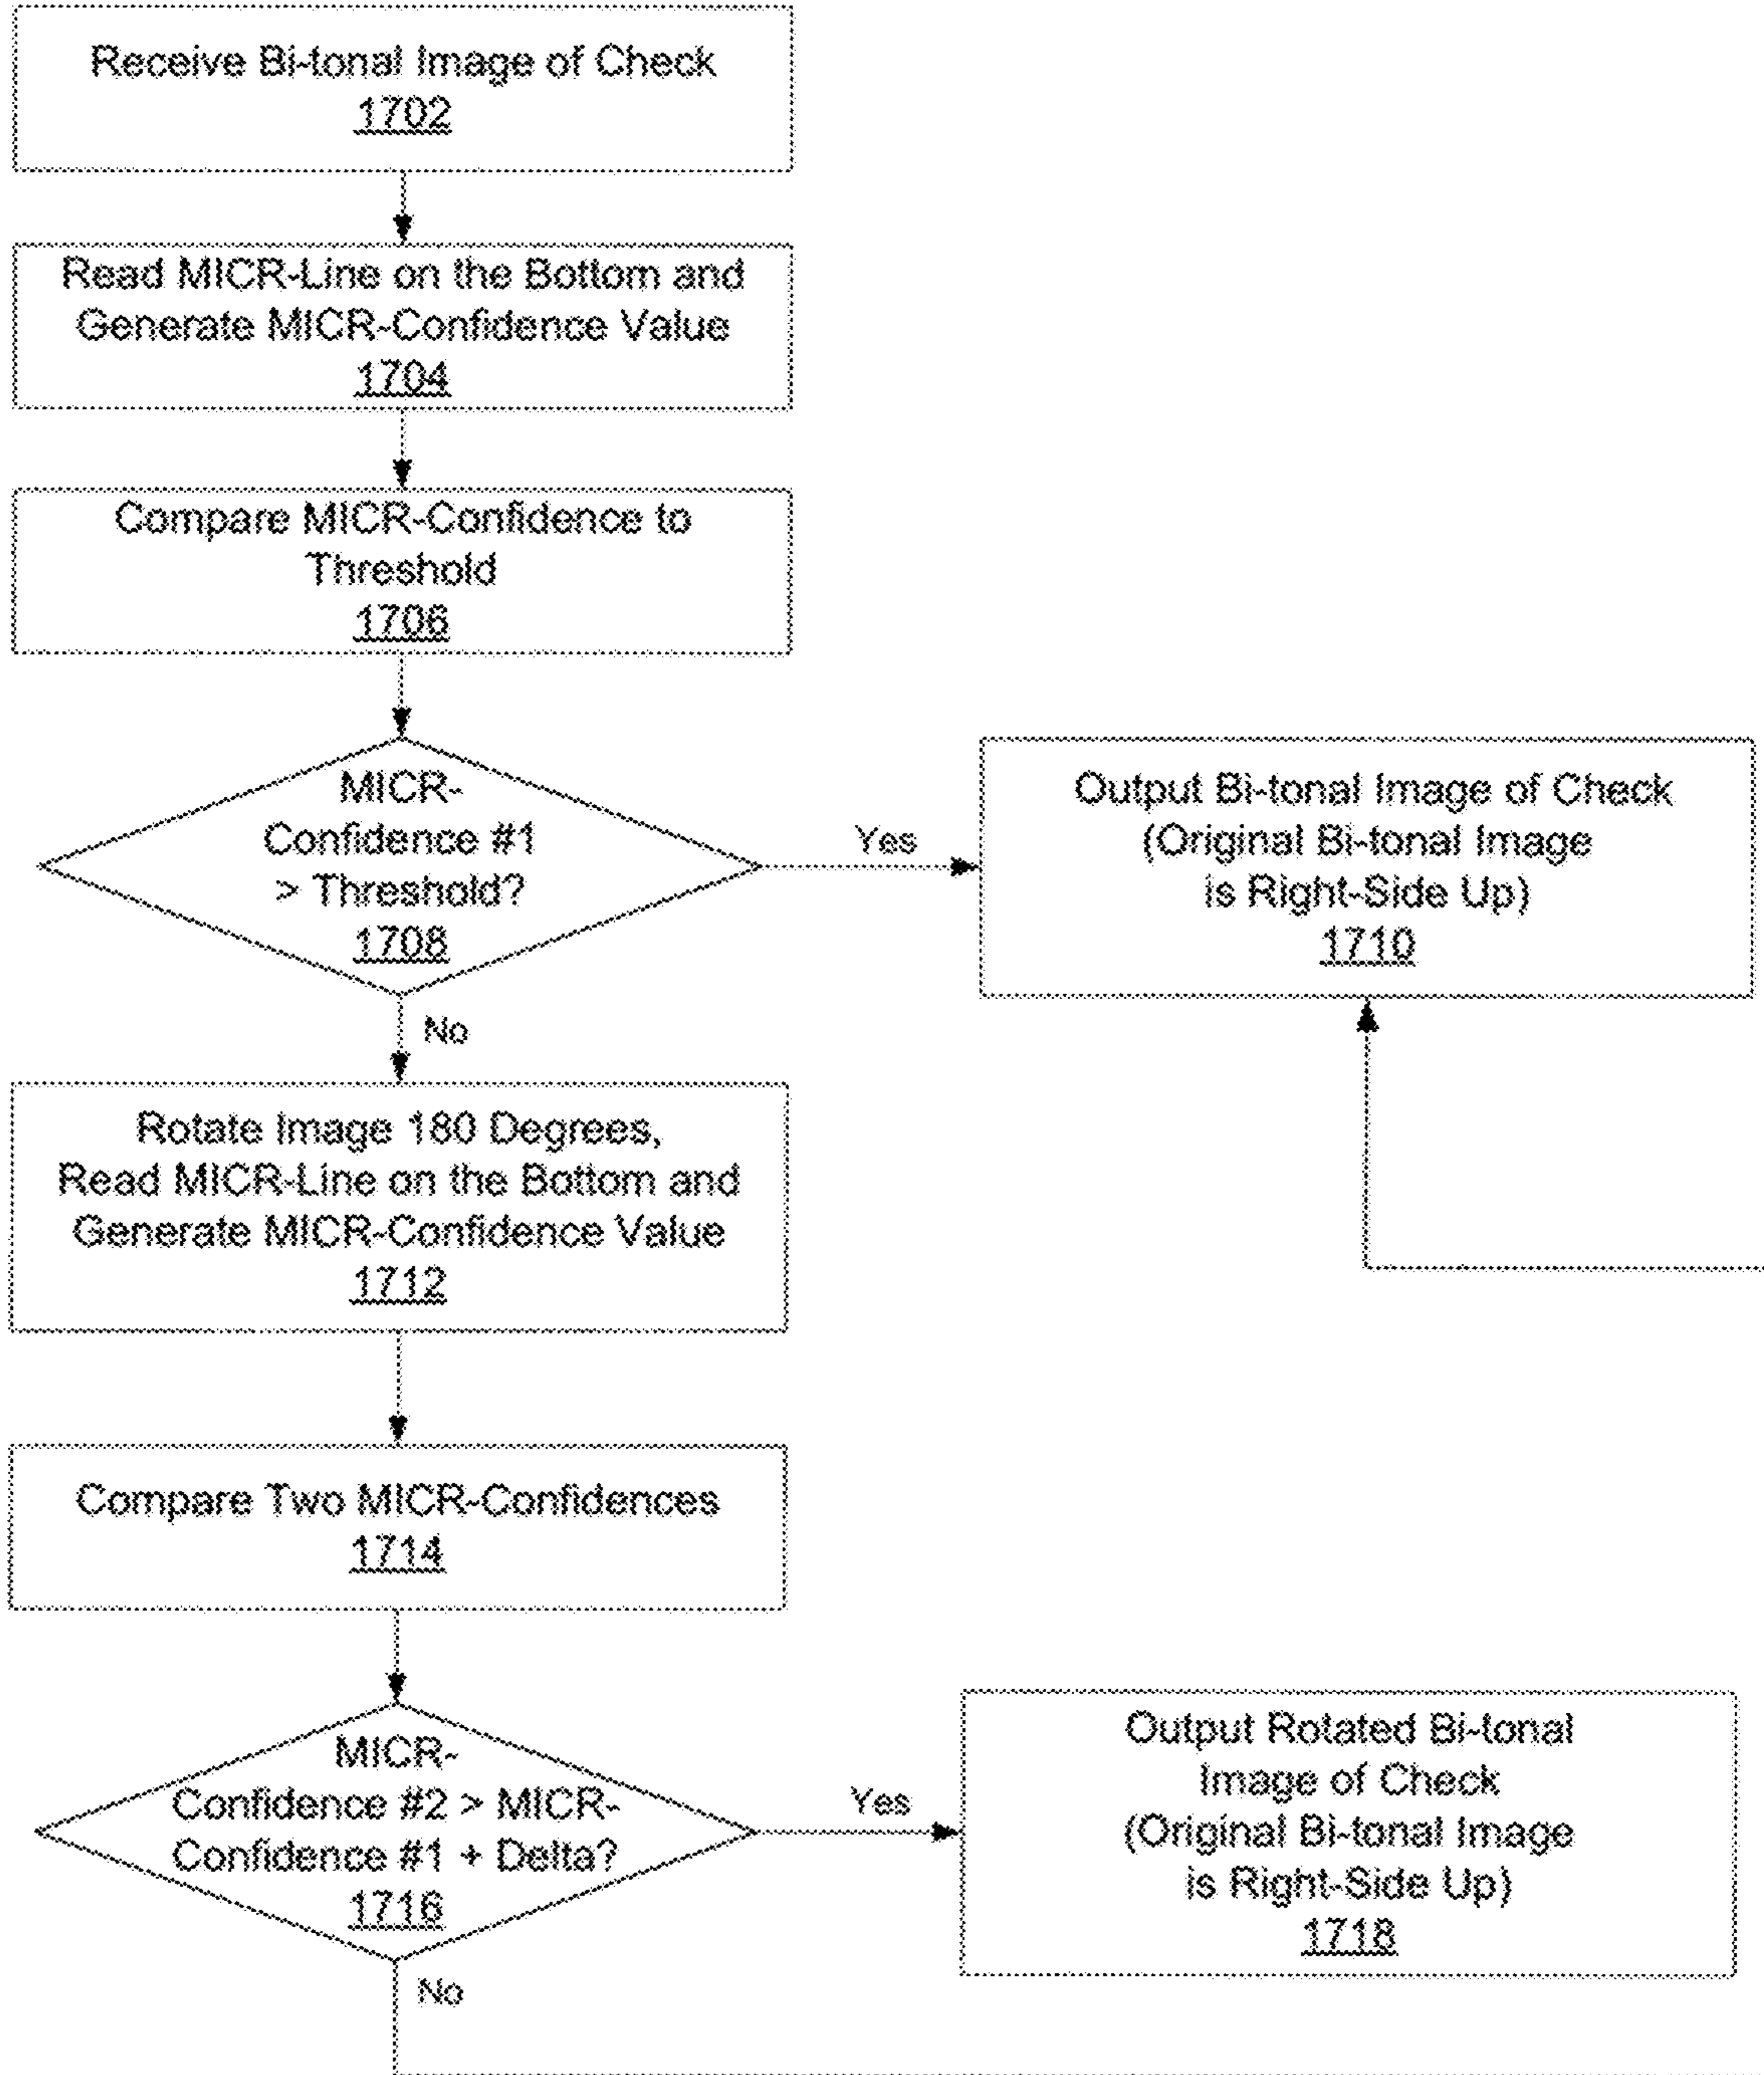 Receive Bi-tonal Image of Check
1702
Read MICR-Line on the Bottom and
Generate MICR-Confidence Value
1704
Compare MICR-Confidence to
Threshold
1706
MICR-
Confidence #1
> Threshold?
1708
Yes
Output Bi-tonal Image of Check
(Original Bi-tonal Image
is Right-Side Up)
1710
No
Rotate Image 180 Degrees,
Read MICR-Line on the Bottom and
Generate MICR-Confidence Value
1712
Compare Two MICR-Confidences
1714
MICR-
Confidence #2 > MICR-
Confidence #1 + Delta?
1716
Yes
Output Rotated Bi-tonal
Image of Check
(Original Bi-tonal Image
is Right-Side Up)
1718
No